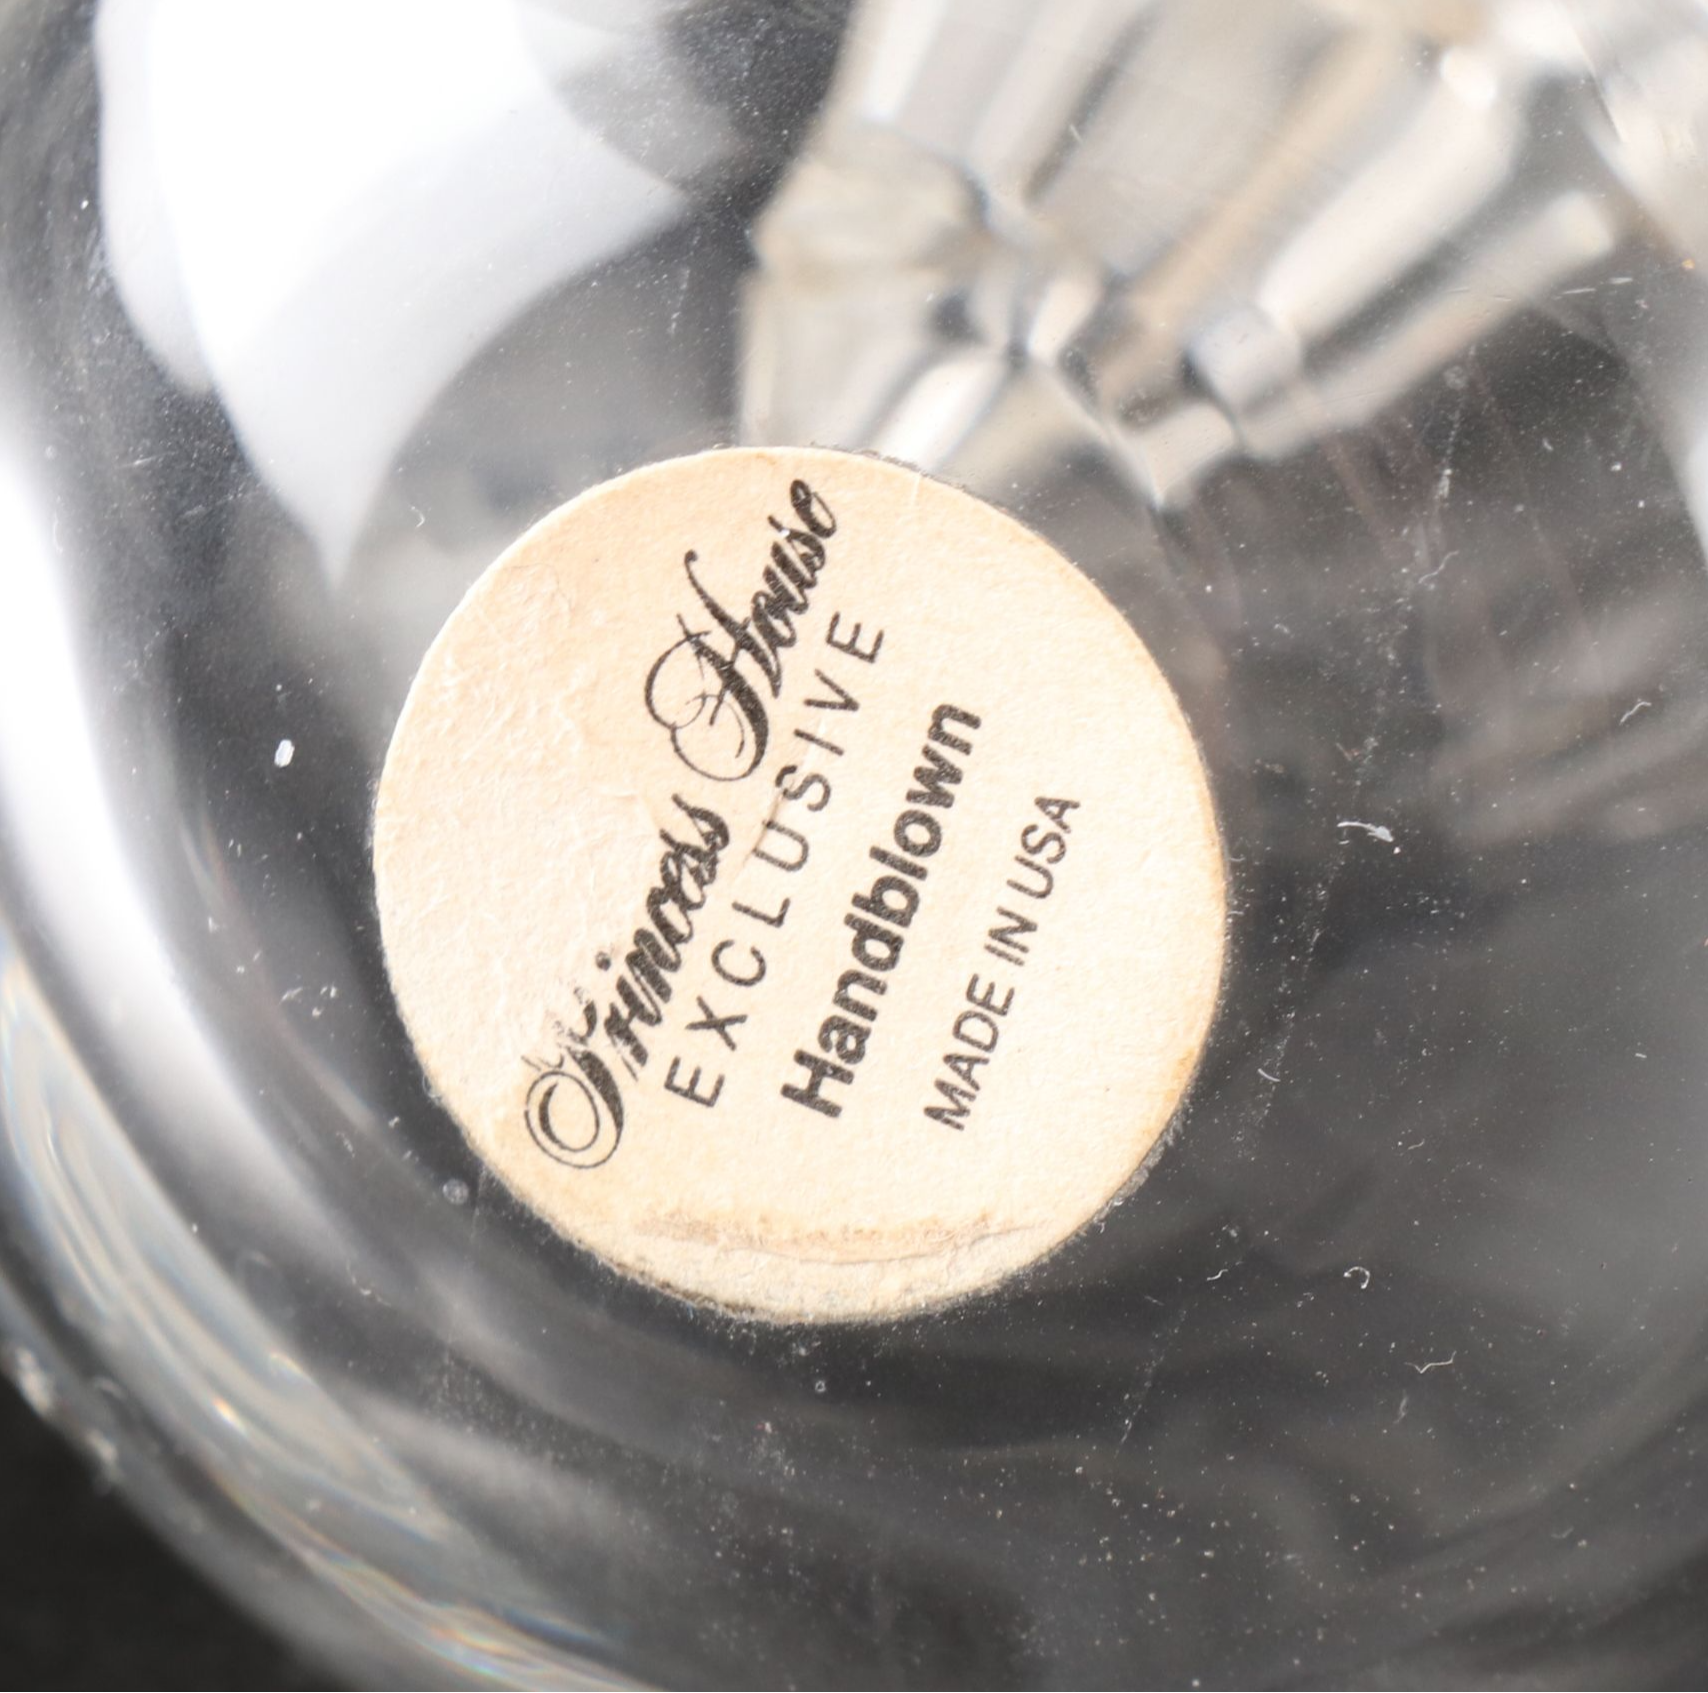 Princess House
EXCLUSIVE
Handblown
MADE IN USA